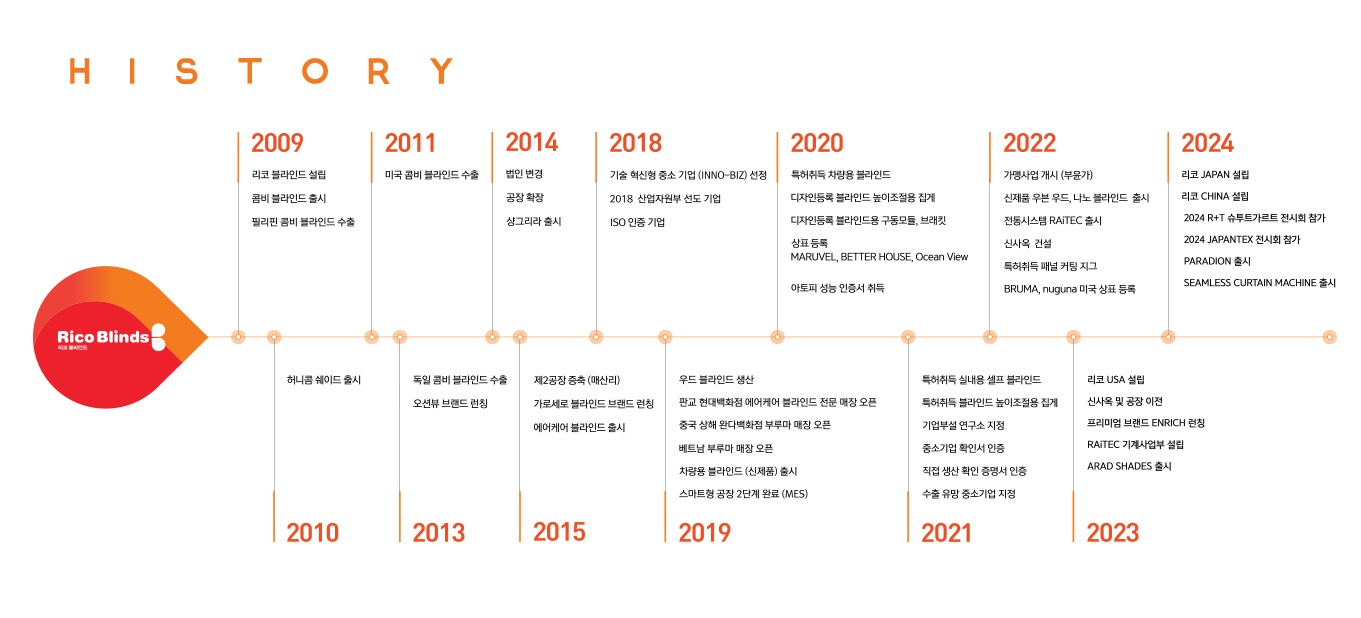 HISTORY
Rico Blinds
리코 블라인드
2009
리코 블라인드 설립
콤비 블라인드 출시
필리핀 콤비 블라인드 수출
2010
허니콤 쉐이드 출시
2011
미국 콤비 블라인드 수출
2013
독일 콤비 블라인드 수출
오션뷰 브랜드 런칭
2014
법인 변경
공장 확장
샹그리라 출시
2015
제2공장 증축 (매산리)
가로세로 블라인드 브랜드 런칭
에어케어 블라인드 출시
2018
기술 혁신형 중소 기업 (INNO-BIZ) 선정
2018 산업자원부 선도 기업
ISO 인증 기업
2019
우드 블라인드 생산
판교 현대백화점 에어케어 블라인드 전문 매장 오픈
중국 상해 완다백화점 부루마 매장 오픈
베트남 부루마 매장 오픈
차량용 블라인드 (신제품) 출시
스마트형 공장 2단계 완료 (MES)
2020
특허취득 차량용 블라인드
디자인등록 블라인드 높이조절용 집게
디자인등록 블라인드용 구동모듈, 브래킷
상표 등록
MARUVEL, BETTER HOUSE, Ocean View
아토피 성능 인증서 취득
2021
특허취득 실내용 셀프 블라인드
특허취득 블라인드 높이조절용 집게
기업부설 연구소 지정
중소기업 확인서 인증
직접 생산 확인 증명서 인증
수출 유망 중소기업 지정
2022
가맹사업 개시 (부윤가)
신제품 우븐 우드, 나노 블라인드 출시
전동시스템 RAiTEC 출시
신사옥 건설
특허취득 패널 커팅 지그
BRUMA, nuguna 미국 상표 등록
2023
리코 USA 설립
신사옥 및 공장 이전
프리미엄 브랜드 ENRICH 런칭
RAiTEC 기계사업부 설립
ARAD SHADES 출시
2024
리코 JAPAN 설립
리코 CHINA 설립
2024 R+T 슈투트가르트 전시회 참가
2024 JAPANTEX 전시회 참가
PARADION 출시
SEAMLESS CURTAIN MACHINE 출시